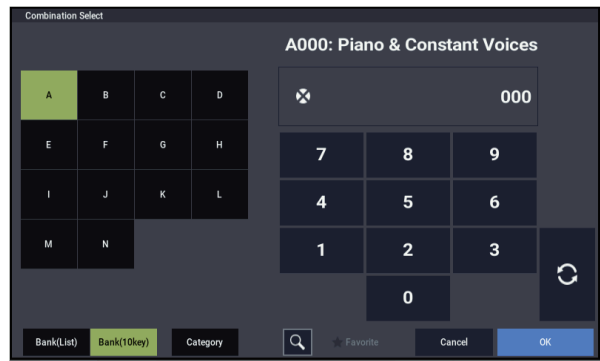 Combination Select
A000: Piano & Constant Voices
A B C D
000
E F G H
7 8 9
I J K L
4 5 6
M N
1 2 3
0
Bank(List) Bank(10key) Category Favorite Cancel OK